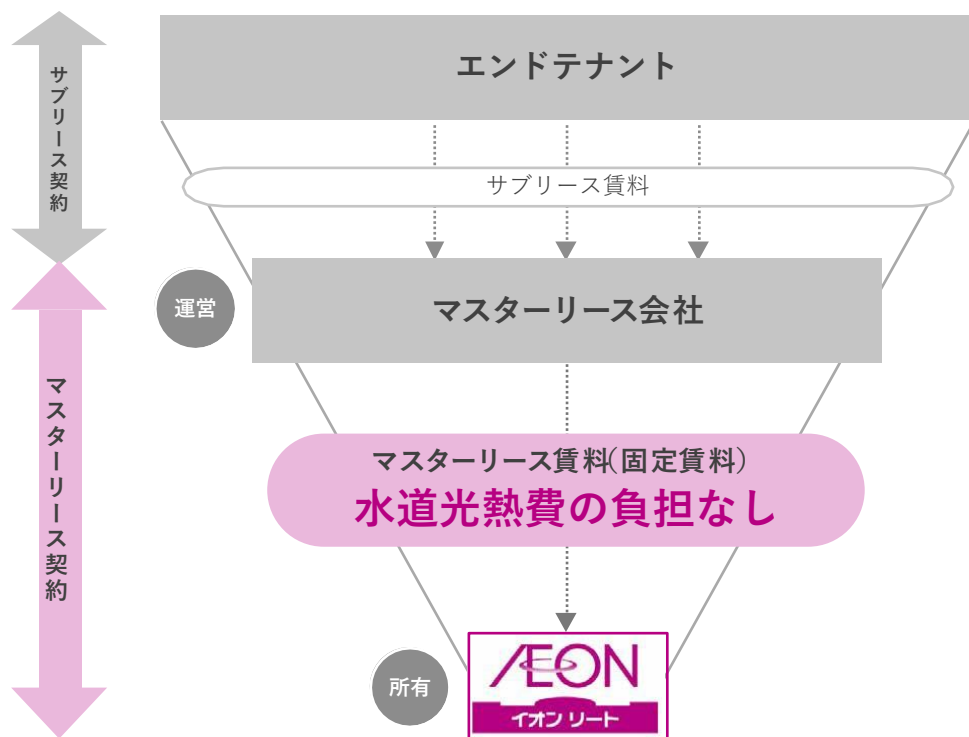 エンドテナント
サブリース契約
サブリース賃料
運営
マスターリース会社
マスターリース契約
マスターリース賃料(固定賃料)
水道光熱費の負担なし
所有
ÆON
イオン リート